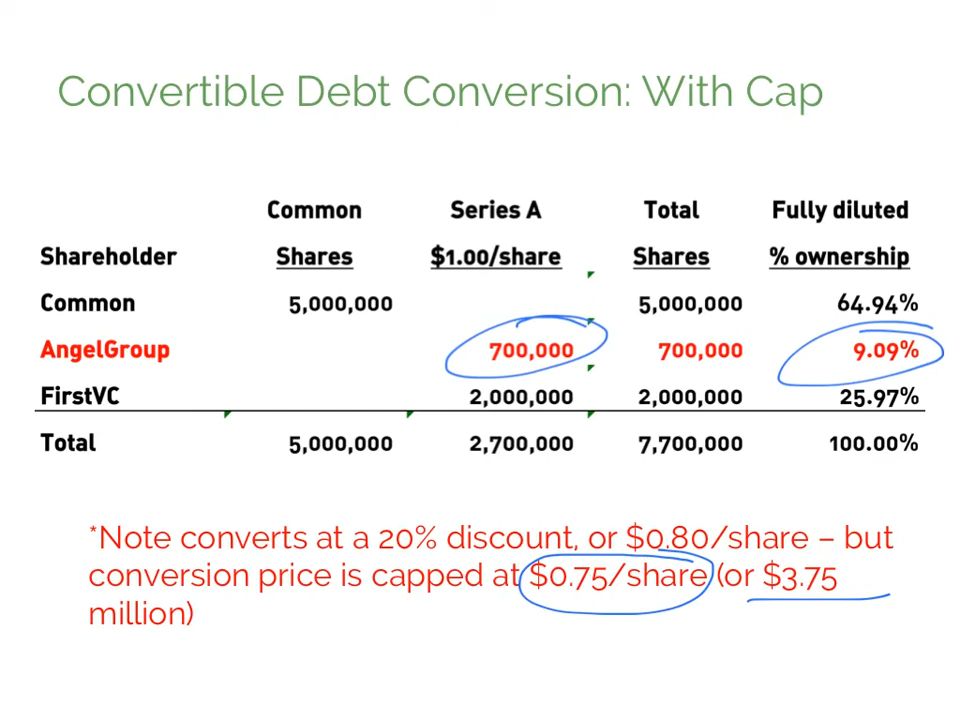 Convertible Debt Conversion: With Cap
Common Series A Total Fully diluted
Shareholder Shares $1.00/share Shares % ownership
Common 5,000,000 5,000,000 64.94%
AngelGroup 700,000 700,000 9.09%
FirstVC 2,000,000 2,000,000 25.97%
Total 5,000,000 2,700,000 7,700,000 100.00%
*Note converts at a 20% discount, or $0.80/share – but
conversion price is capped at $0.75/share (or $3.75
million)